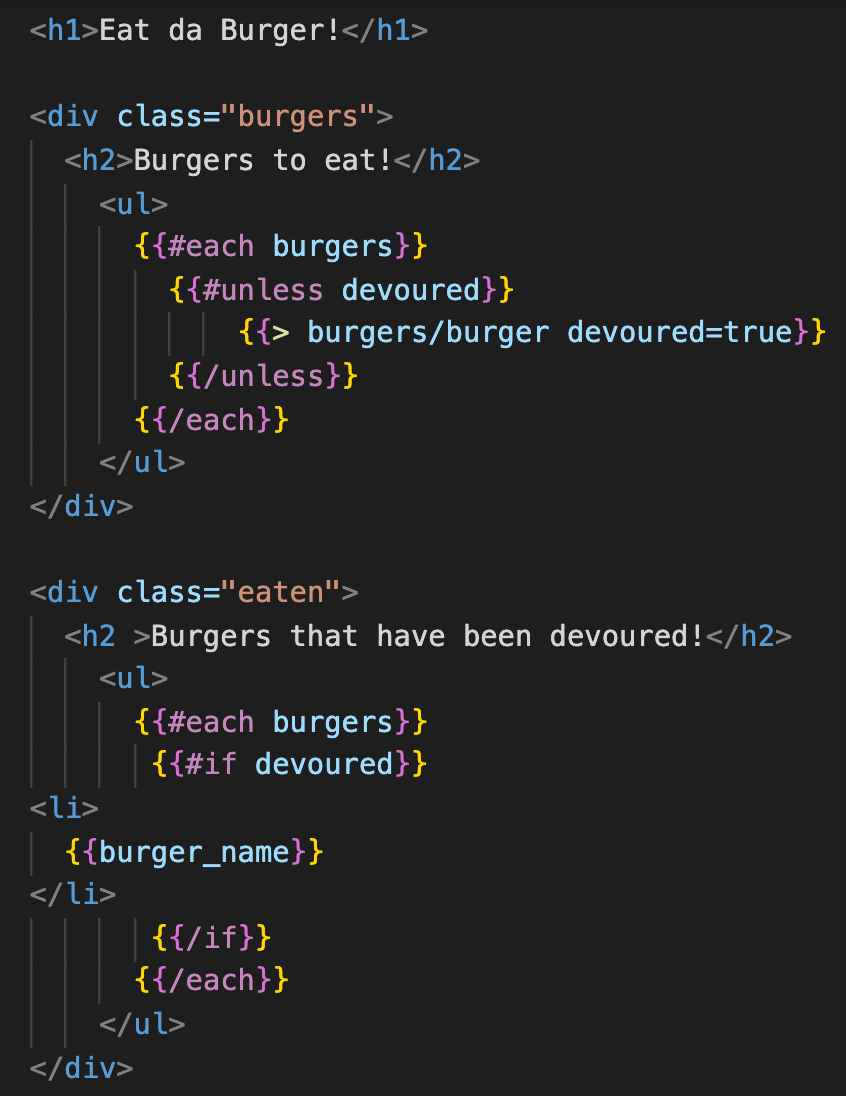 <h1>Eat da Burger!</h1>
<div class="burgers">
<h2>Burgers to eat!</h2>
<ul>
{{#each burgers}}
{{#unless devoured}}
{{> burgers/burger devoured=true}}
{{/unless}}
{{/each}}
</ul>
</div>
<div class="eaten">
<h2 >Burgers that have been devoured!</h2>
<ul>
{{#each burgers}}
{{#if devoured}}
<li>
{{burger_name}}
</li>
{{/if}}
{{/each}}
</ul>
</div>